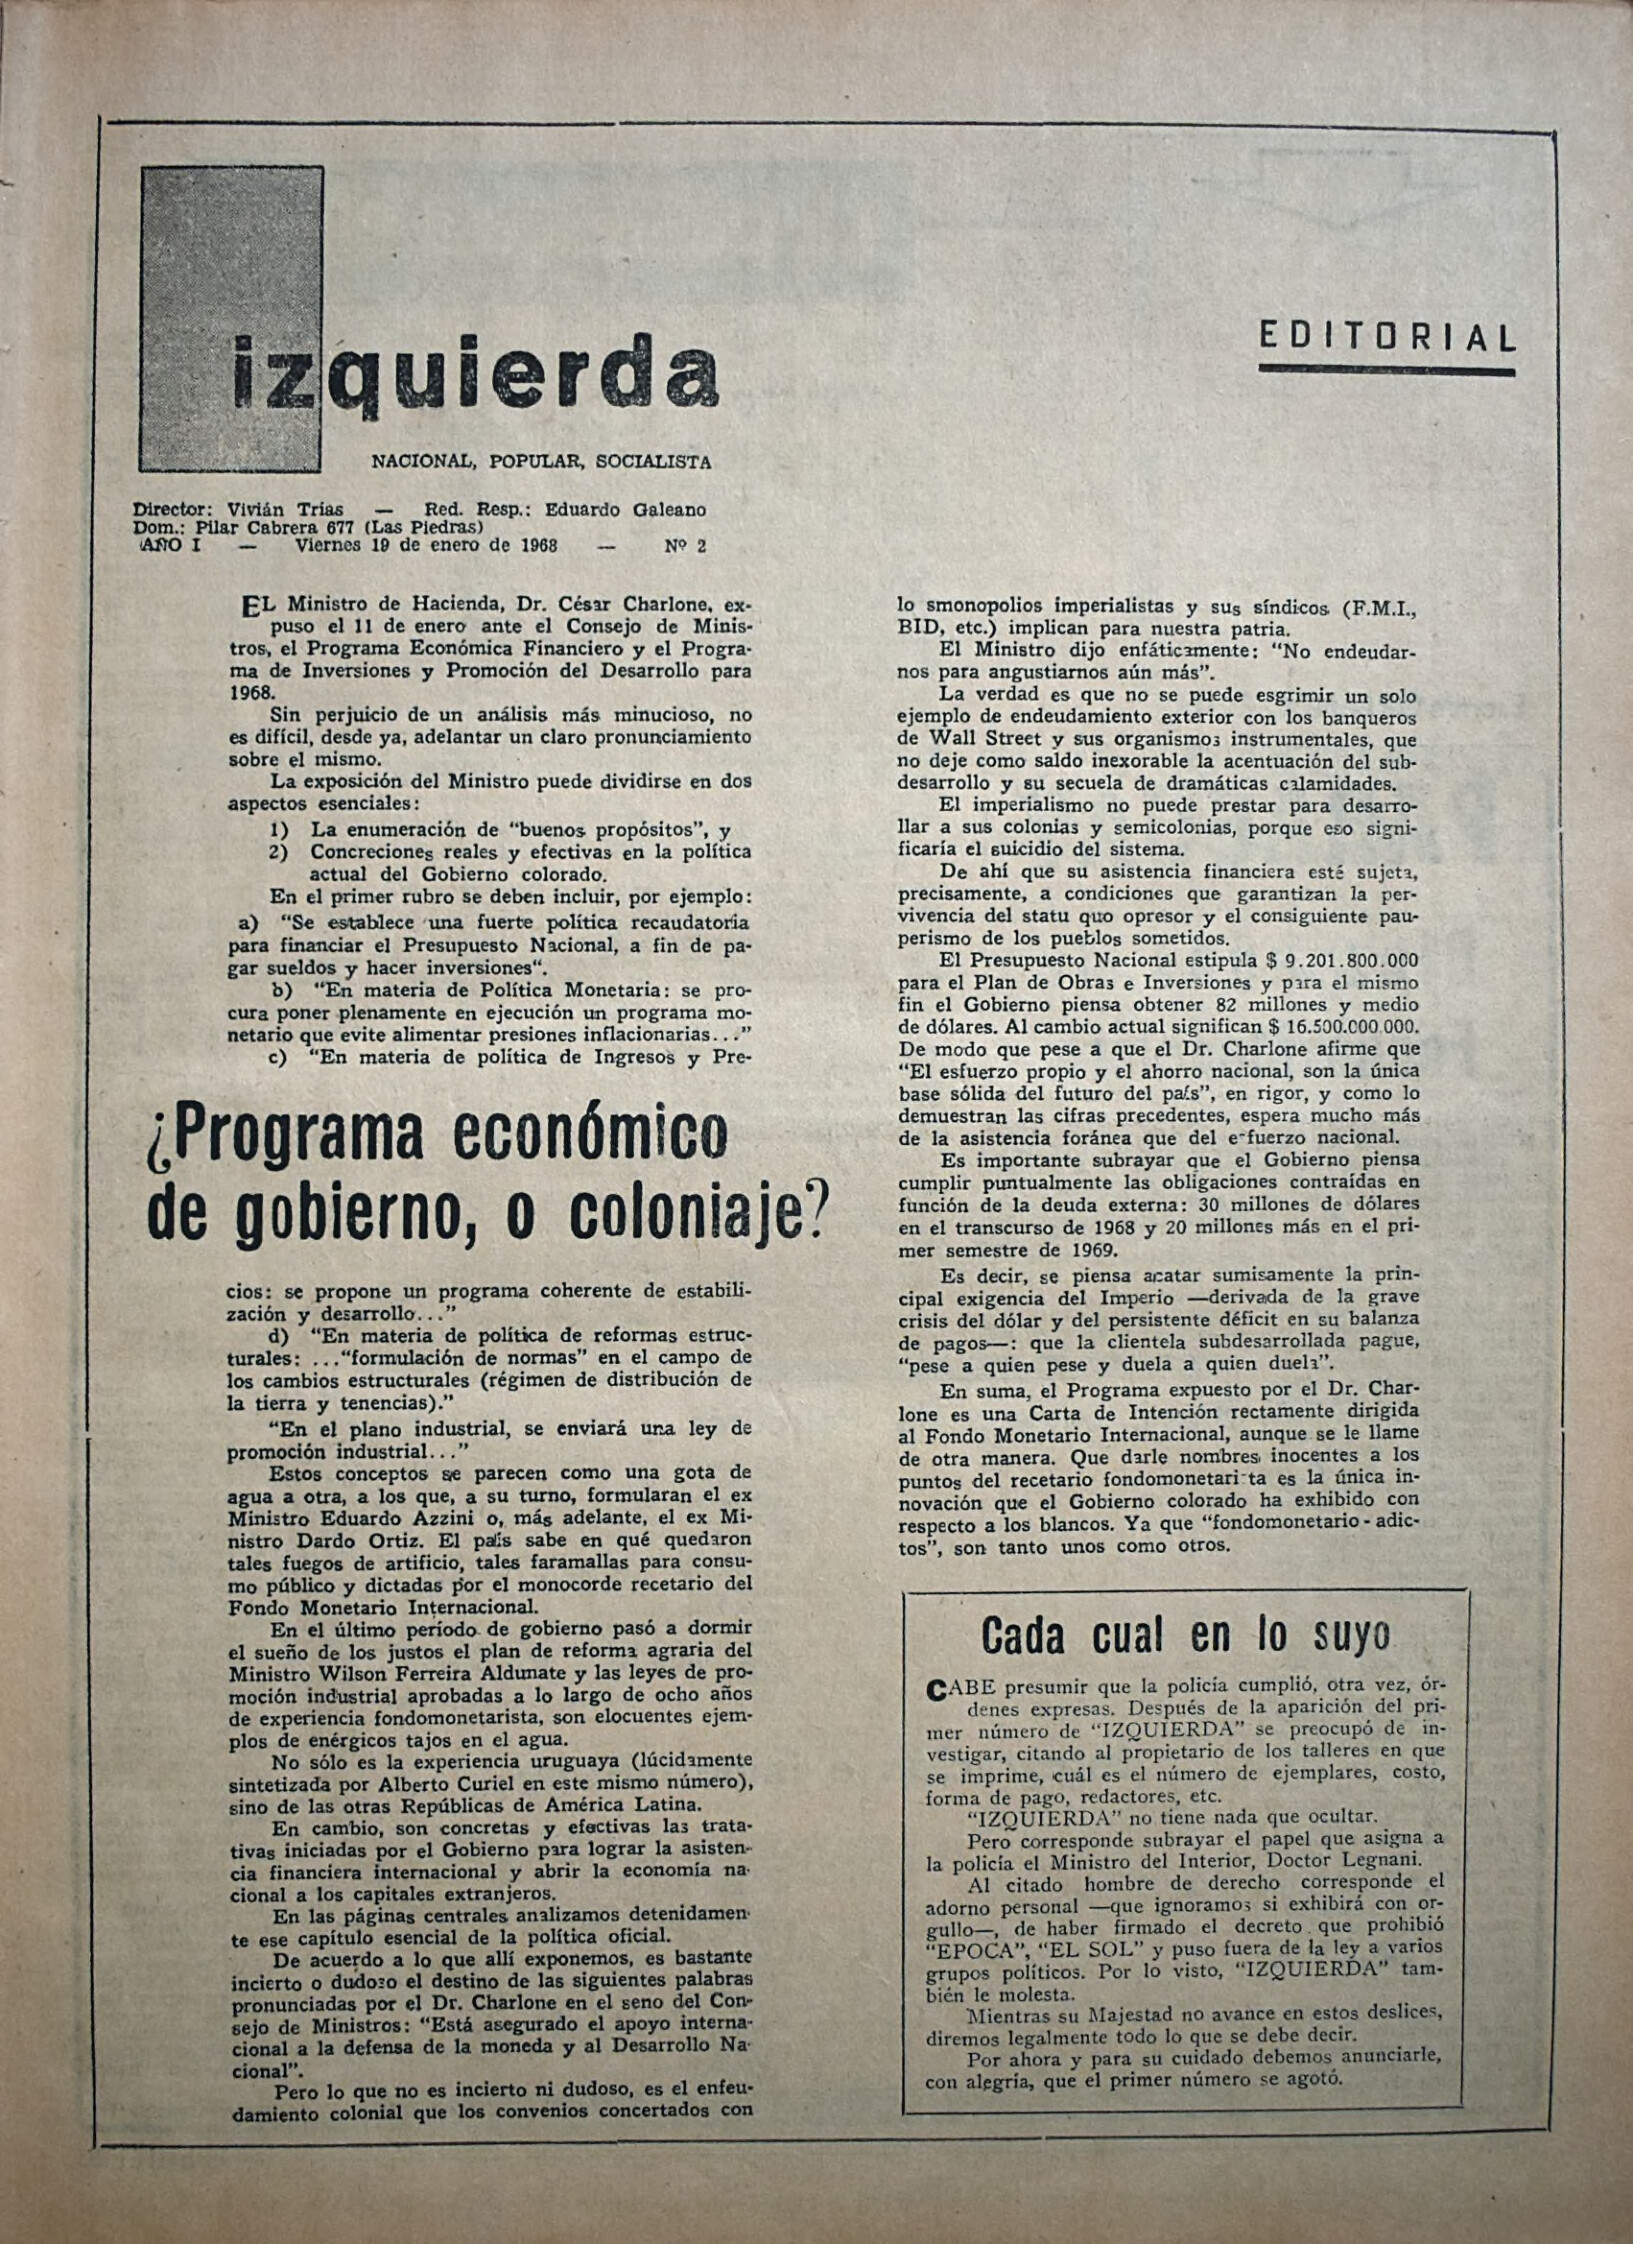 izquierda
EDITORIAL
NACIONAL, POPULAR, SOCIALISTA
Director: Vivián Trías — Red. Resp.: Eduardo Galeano
Dom.: Pilar Cabrera 677 (Las Piedras)
AÑO I — Viernes 19 de enero de 1968 — Nº 2
EL Ministro de Hacienda, Dr. César Charlone, ex-
puso el 11 de enero ante el Consejo de Minis-
tros, el Programa Económica Financiero y el Progra-
ma de Inversiones y Promoción del Desarrollo para
1968.
Sin perjuicio de un análisis más minucioso, no
es difícil, desde ya, adelantar un claro pronunciamiento
sobre el mismo.
La exposición del Ministro puede dividirse en dos
aspectos esenciales:
1) La enumeración de "buenos propósitos", y
2) Concreciones reales y efectivas en la política
actual del Gobierno colorado.
En el primer rubro se deben incluir, por ejemplo:
a) "Se establece una fuerte política recaudatoria
para financiar el Presupuesto Nacional, a fin de pa-
gar sueldos y hacer inversiones".
b) "En materia de Política Monetaria: se pro-
cura poner plenamente en ejecución un programa mo-
netario que evite alimentar presiones inflacionarias..."
c) "En materia de política de Ingresos y Pre-
¿Programa económico
de gobierno, o coloniaje?
cios: se propone un programa coherente de estabili-
zación y desarrollo..."
d) "En materia de política de reformas estruc-
turales: ..."formulación de normas" en el campo de
los cambios estructurales (régimen de distribución de
la tierra y tenencias)."
"En el plano industrial, se enviará una ley de
promoción industrial..."
Estos conceptos se parecen como una gota de
agua a otra, a los que, a su turno, formularan el ex
Ministro Eduardo Azzini o, más adelante, el ex Mi-
nistro Dardo Ortiz. El país sabe en qué quedaron
tales fuegos de artificio, tales faramallas para consu-
mo público y dictadas por el monocorde recetario del
Fondo Monetario Internacional.
En el último período de gobierno pasó a dormir
el sueño de los justos el plan de reforma agraria del
Ministro Wilson Ferreira Aldunate y las leyes de pro-
moción industrial aprobadas a lo largo de ocho años
de experiencia fondomonetarista, son elocuentes ejem-
plos de enérgicos tajos en el agua.
No sólo es la experiencia uruguaya (lúcidamente
sintetizada por Alberto Curiel en este mismo número),
sino de las otras Repúblicas de América Latina.
En cambio, son concretas y efectivas las trata-
tivas iniciadas por el Gobierno para lograr la asisten-
cia financiera internacional y abrir la economía na-
cional a los capitales extranjeros.
En las páginas centrales analizamos detenidamen-
te ese capítulo esencial de la política oficial.
De acuerdo a lo que allí exponemos, es bastante
incierto o dudoso el destino de las siguientes palabras
pronunciadas por el Dr. Charlone en el seno del Con-
sejo de Ministros: "Está asegurado el apoyo interna-
cional a la defensa de la moneda y al Desarrollo Na-
cional".
Pero lo que no es incierto ni dudoso, es el enfeu-
damiento colonial que los convenios concertados con
lo smonopolios imperialistas y sus síndicos (F.M.I.,
BID, etc.) implican para nuestra patria.
El Ministro dijo enfáticamente: "No endeudar-
nos para angustiarnos aún más".
La verdad es que no se puede esgrimir un solo
ejemplo de endeudamiento exterior con los banqueros
de Wall Street y sus organismos instrumentales, que
no deje como saldo inexorable la acentuación del sub-
desarrollo y su secuela de dramáticas calamidades.
El imperialismo no puede prestar para desarro-
llar a sus colonias y semicolonias, porque eso signi-
ficaría el suicidio del sistema.
De ahí que su asistencia financiera esté sujeta,
precisamente, a condiciones que garantizan la per-
vivencia del statu quo opresor y el consiguiente pau-
perismo de los pueblos sometidos.
El Presupuesto Nacional estipula $ 9.201.800.000
para el Plan de Obras e Inversiones y para el mismo
fin el Gobierno piensa obtener 82 millones y medio
de dólares. Al cambio actual significan $ 16.500.000.000.
De modo que pese a que el Dr. Charlone afirme que
"El esfuerzo propio y el ahorro nacional, son la única
base sólida del futuro del país", en rigor, y como lo
demuestran las cifras precedentes, espera mucho más
de la asistencia foránea que del esfuerzo nacional.
Es importante subrayar que el Gobierno piensa
cumplir puntualmente las obligaciones contraídas en
función de la deuda externa: 30 millones de dólares
en el transcurso de 1968 y 20 millones más en el pri-
mer semestre de 1969.
Es decir, se piensa acatar sumisamente la prin-
cipal exigencia del Imperio —derivada de la grave
crisis del dólar y del persistente déficit en su balanza
de pagos—: que la clientela subdesarrollada pague,
"pese a quien pese y duela a quien duela".
En suma, el Programa expuesto por el Dr. Char-
lone es una Carta de Intención rectamente dirigida
al Fondo Monetario Internacional, aunque se le llame
de otra manera. Que darle nombres inocentes a los
puntos del recetario fondomonetarista es la única in-
novación que el Gobierno colorado ha exhibido con
respecto a los blancos. Ya que "fondomonetario-adic-
tos", son tanto unos como otros.
Cada cual en lo suyo
CABE presumir que la policía cumplió, otra vez, ór-
denes expresas. Después de la aparición del pri-
mer número de "IZQUIERDA" se preocupó de in-
vestigar, citando al propietario de los talleres en que
se imprime, cuál es el número de ejemplares, costo,
forma de pago, redactores, etc.
"IZQUIERDA" no tiene nada que ocultar.
Pero corresponde subrayar el papel que asigna a
la policía el Ministro del Interior, Doctor Legnani.
Al citado hombre de derecho corresponde el
adorno personal —que ignoramos si exhibirá con or-
gullo—, de haber firmado el decreto que prohibió
"EPOCA", "EL SOL" y puso fuera de la ley a varios
grupos políticos. Por lo visto, "IZQUIERDA" tam-
bién le molesta.
Mientras su Majestad no avance en estos deslices,
diremos legalmente todo lo que se debe decir.
Por ahora y para su cuidado debemos anunciarle,
con alegría, que el primer número se agotó.